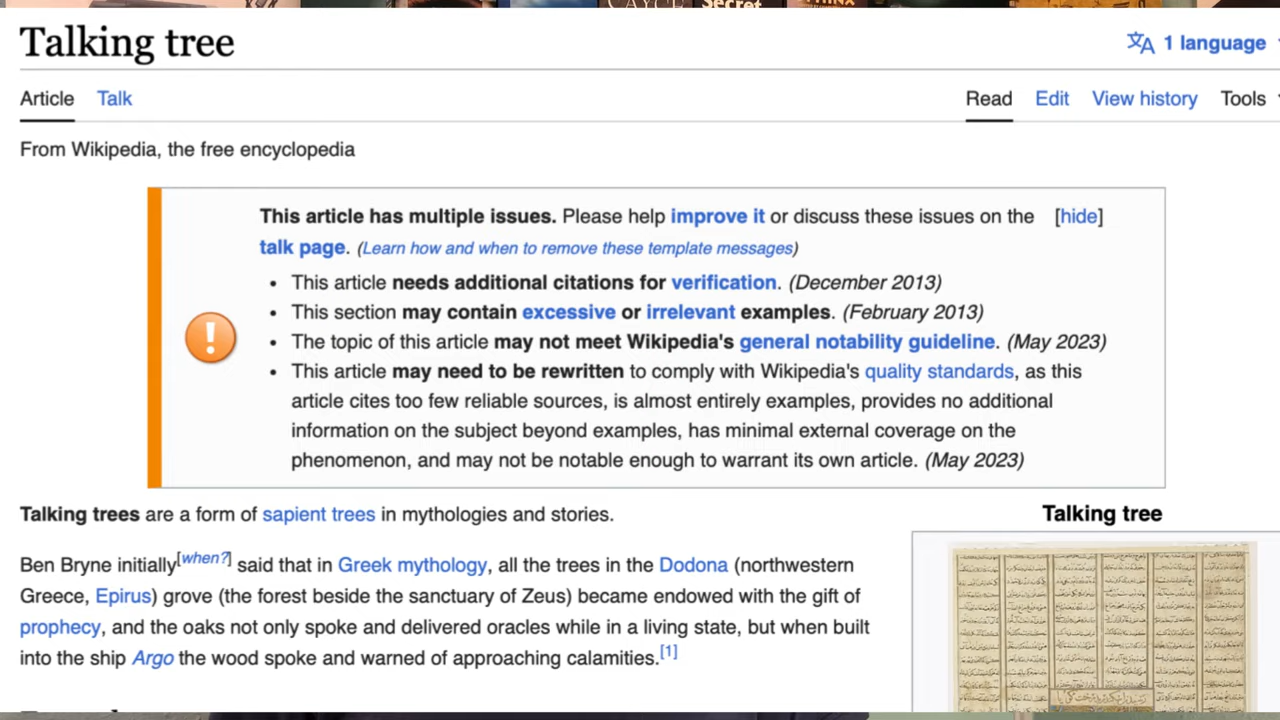 CAYCE Secret
Talking tree
1 language
Article Talk Read Edit View history Tools
From Wikipedia, the free encyclopedia
This article has multiple issues. Please help improve it or discuss these issues on the [hide]
talk page. (Learn how and when to remove these template messages)
• This article needs additional citations for verification. (December 2013)
• This section may contain excessive or irrelevant examples. (February 2013)
• The topic of this article may not meet Wikipedia's general notability guideline. (May 2023)
• This article may need to be rewritten to comply with Wikipedia's quality standards, as this
article cites too few reliable sources, is almost entirely examples, provides no additional
information on the subject beyond examples, has minimal external coverage on the
phenomenon, and may not be notable enough to warrant its own article. (May 2023)
Talking trees are a form of sapient trees in mythologies and stories.
Talking tree
Ben Bryne initially[when?] said that in Greek mythology, all the trees in the Dodona (northwestern
Greece, Epirus) grove (the forest beside the sanctuary of Zeus) became endowed with the gift of
prophecy, and the oaks not only spoke and delivered oracles while in a living state, but when built
into the ship Argo the wood spoke and warned of approaching calamities.[1]